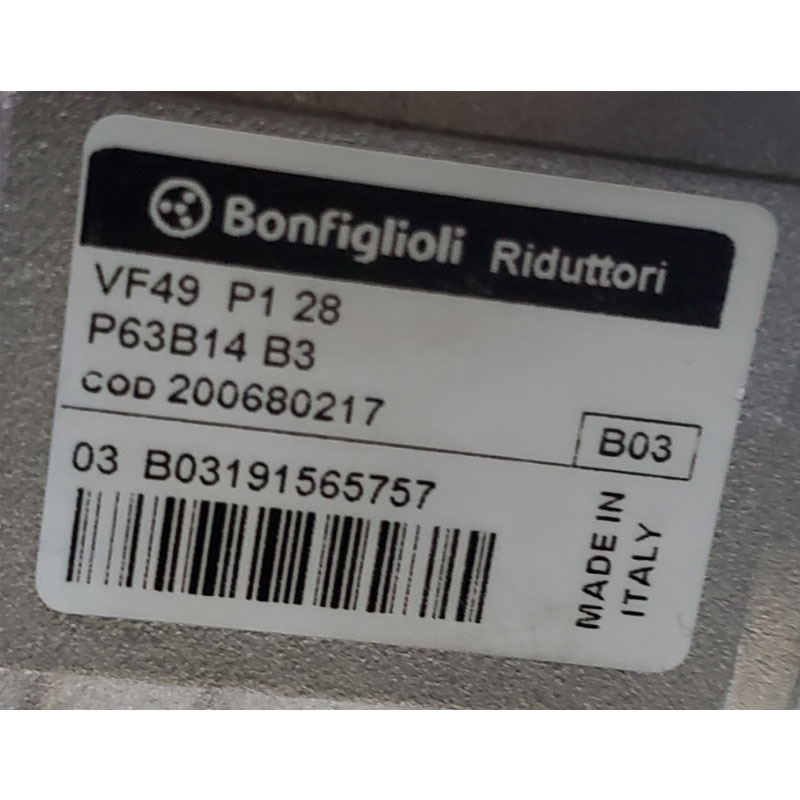 Bonfiglioli Riduttori
VF49 P1 28
P63B14 B3
COD 200680217
B03
03 B03191565757
MADE IN
ITALY